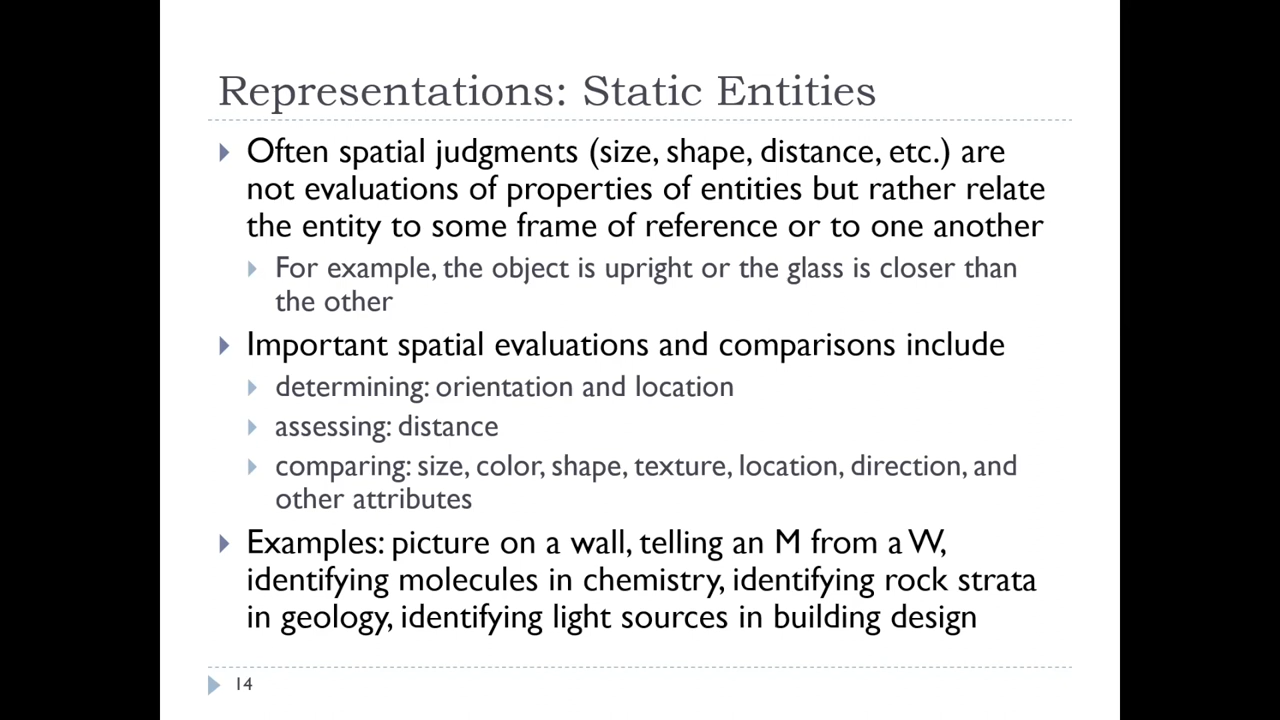 Representations: Static Entities
Often spatial judgments (size, shape, distance, etc.) are
not evaluations of properties of entities but rather relate
the entity to some frame of reference or to one another
For example, the object is upright or the glass is closer than
the other
Important spatial evaluations and comparisons include
determining: orientation and location
assessing: distance
comparing: size, color, shape, texture, location, direction, and
other attributes
Examples: picture on a wall, telling an M from a W,
identifying molecules in chemistry, identifying rock strata
in geology, identifying light sources in building design
14